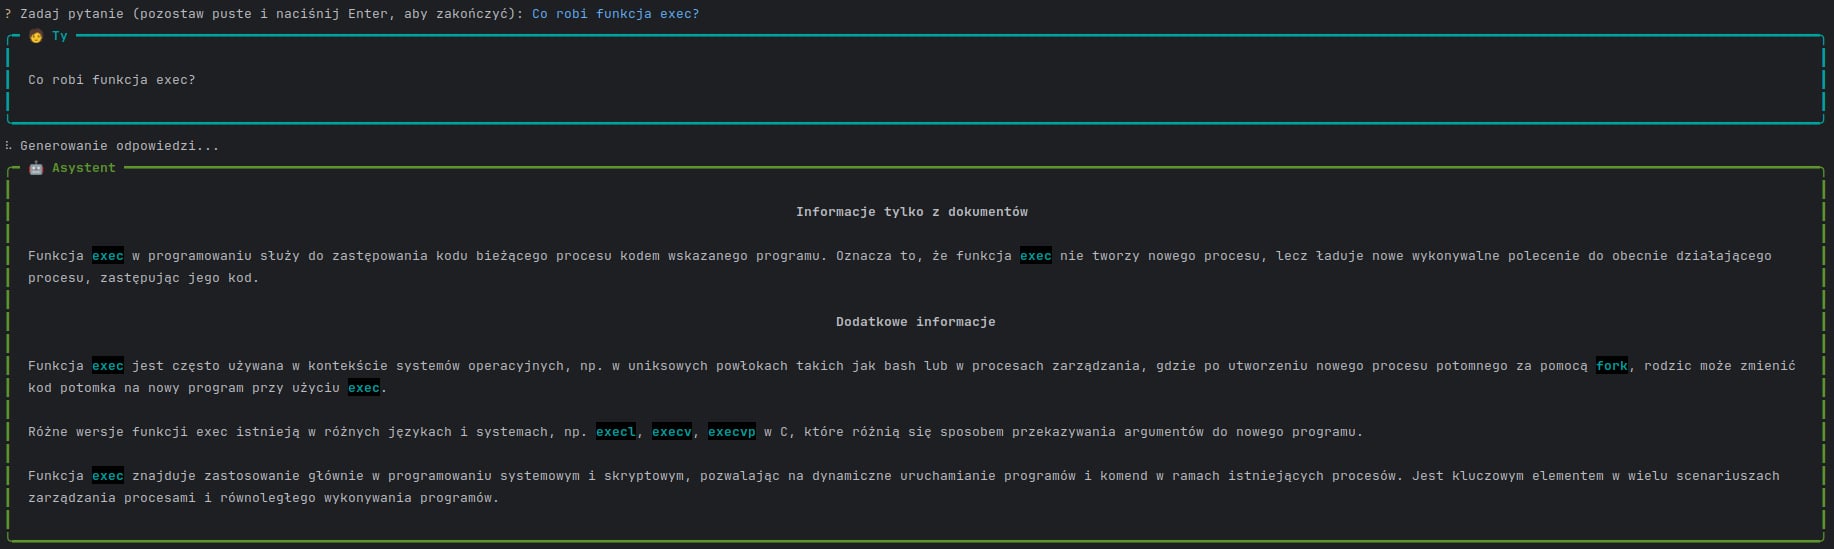 ? Zadaj pytanie (pozostaw puste i naciśnij Enter, aby zakończyć): Co robi funkcja exec?
Ty
Co robi funkcja exec?
Generowanie odpowiedzi...
Asystent
Informacje tylko z dokumentów
Funkcja exec w programowaniu służy do zastępowania kodu bieżącego procesu kodem wskazanego programu. Oznacza to, że funkcja exec nie tworzy nowego procesu, lecz ładuje nowe wykonywalne polecenie do obecnie działającego
procesu, zastępując jego kod.
Dodatkowe informacje
Funkcja exec jest często używana w kontekście systemów operacyjnych, np. w uniksowych powłokach takich jak bash lub w procesach zarządzania, gdzie po utworzeniu nowego procesu potomnego za pomocą fork, rodzic może zmienić
kod potomka na nowy program przy użyciu exec.
Różne wersje funkcji exec istnieją w różnych językach i systemach, np. execl, execv, execvp w C, które różnią się sposobem przekazywania argumentów do nowego programu.
Funkcja exec znajduje zastosowanie głównie w programowaniu systemowym i skryptowym, pozwalając na dynamiczne uruchamianie programów i komend w ramach istniejących procesów. Jest kluczowym elementem w wielu scenariuszach
zarządzania procesami i równoległego wykonywania programów.